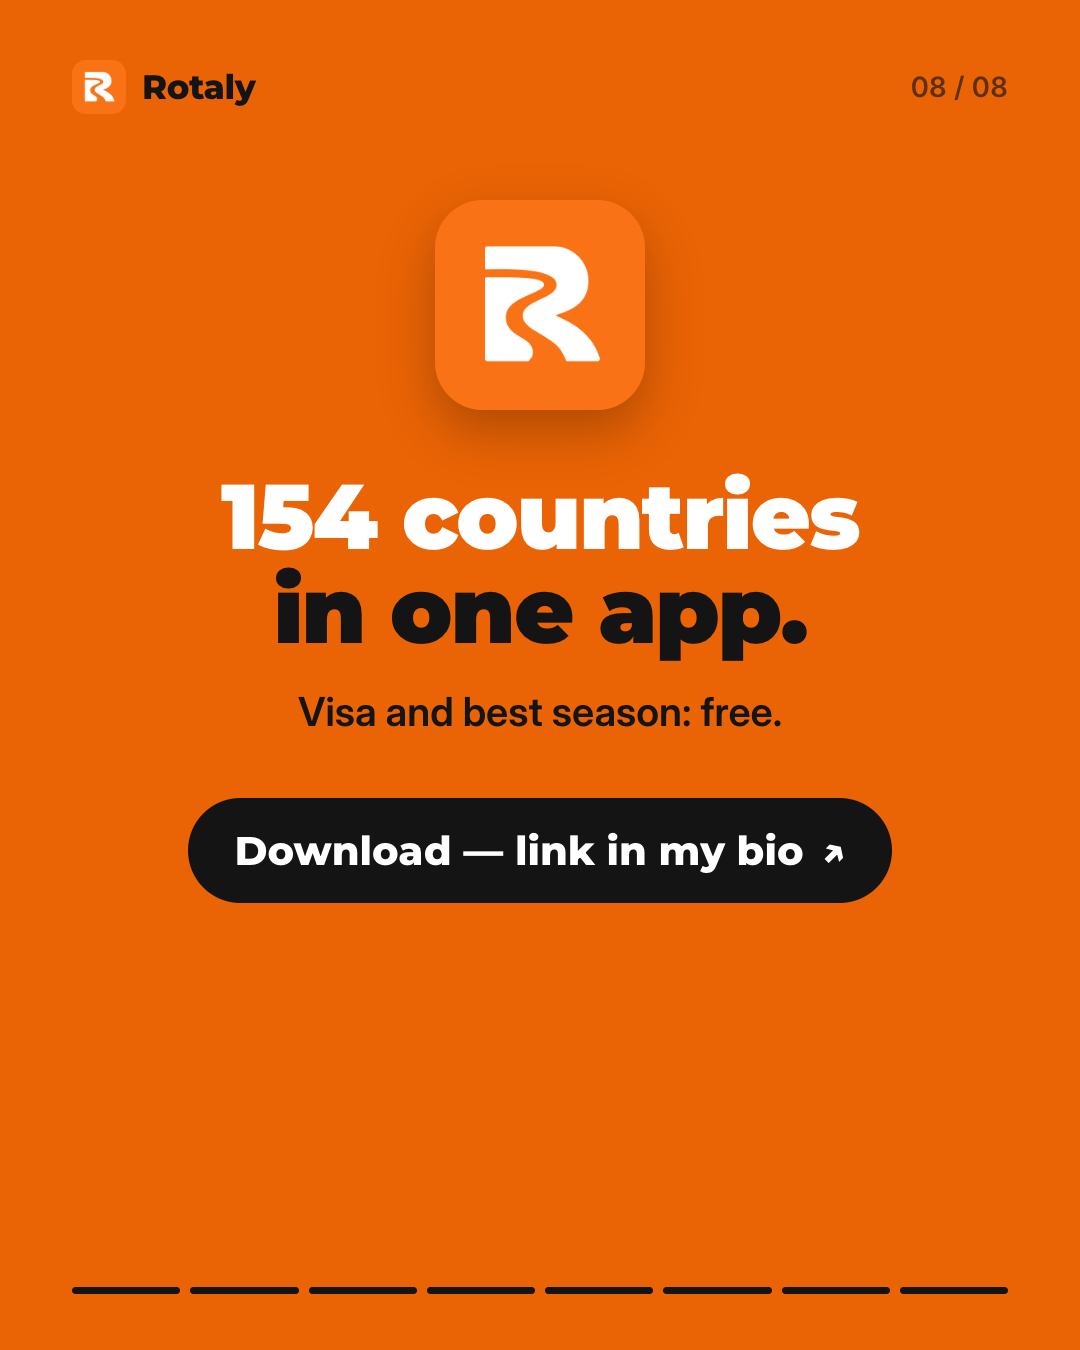 Rotaly
08 / 08
154 countries
in one app.
Visa and best season: free.
Download — link in my bio ↗